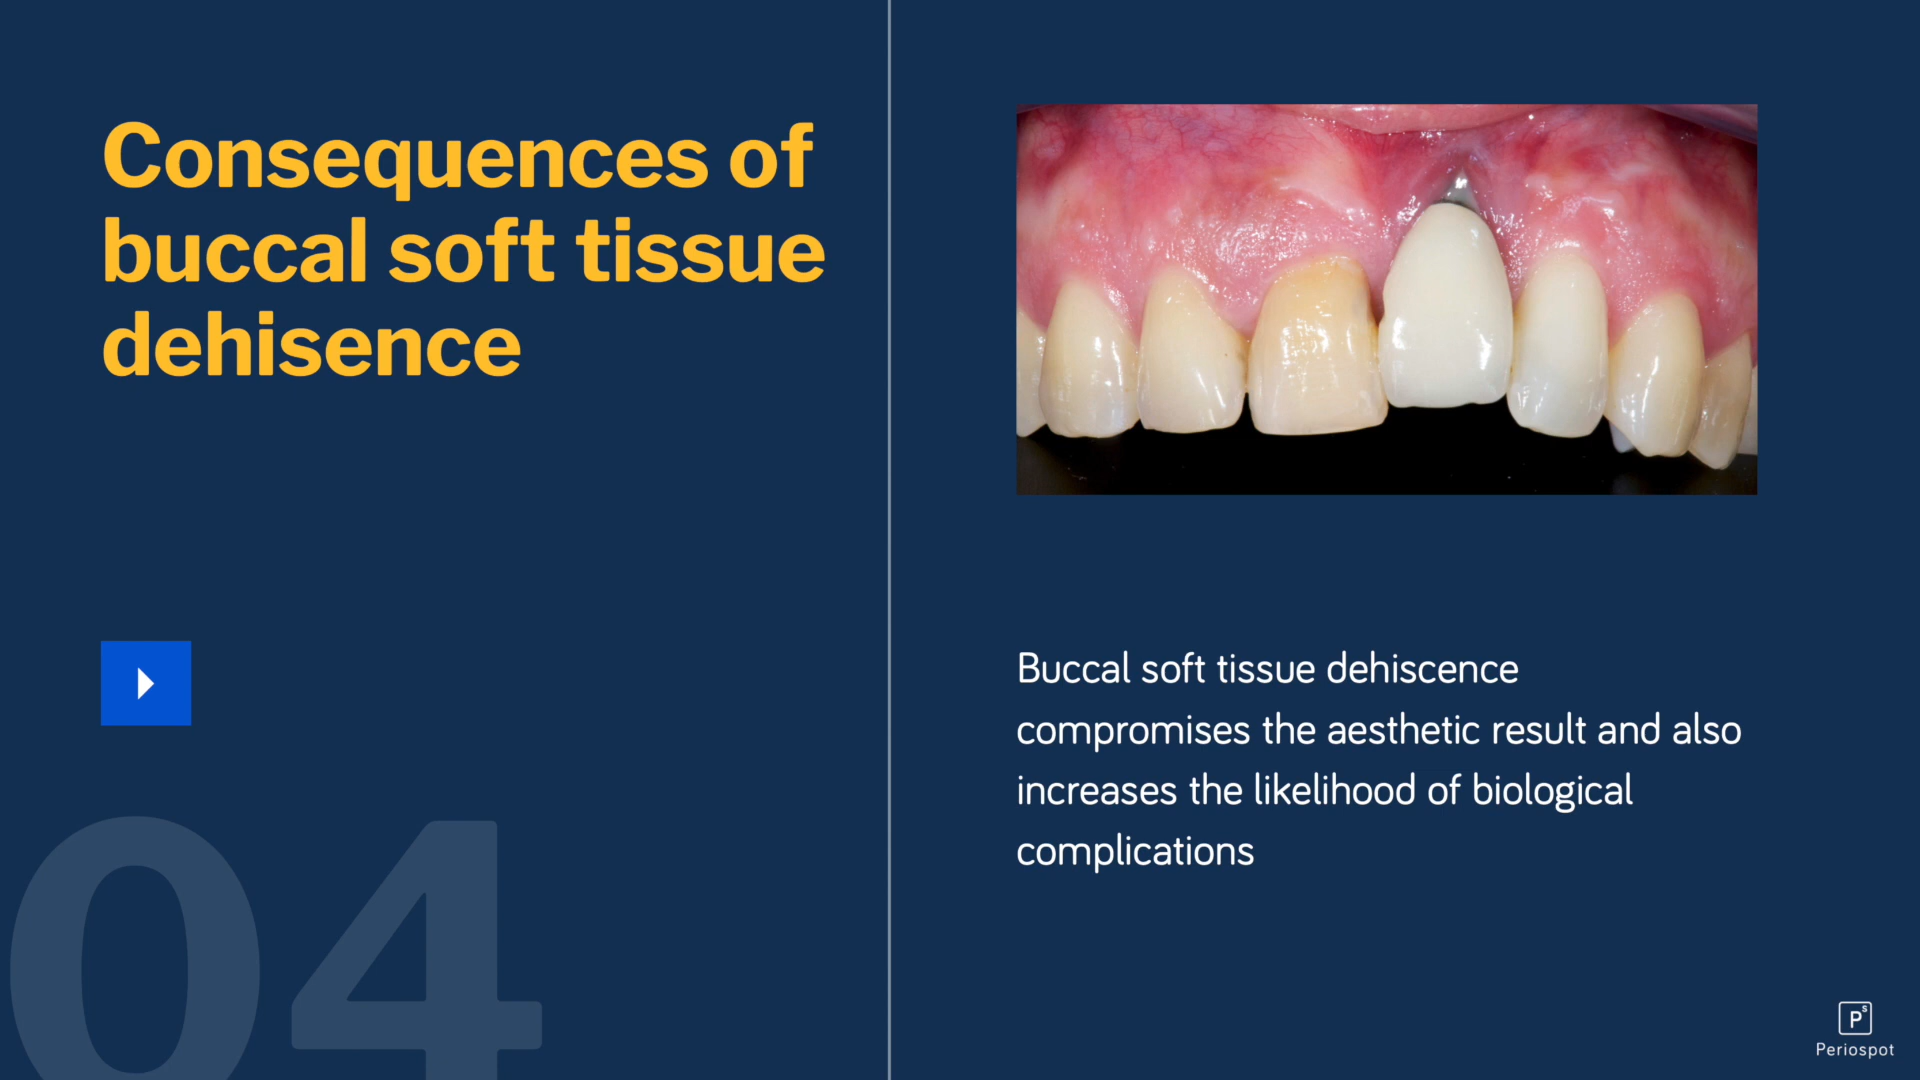 Consequences of
buccal soft tissue
dehisence
04
Buccal soft tissue dehiscence
compromises the aesthetic result and also
increases the likelihood of biological
complications
PS
Periospot